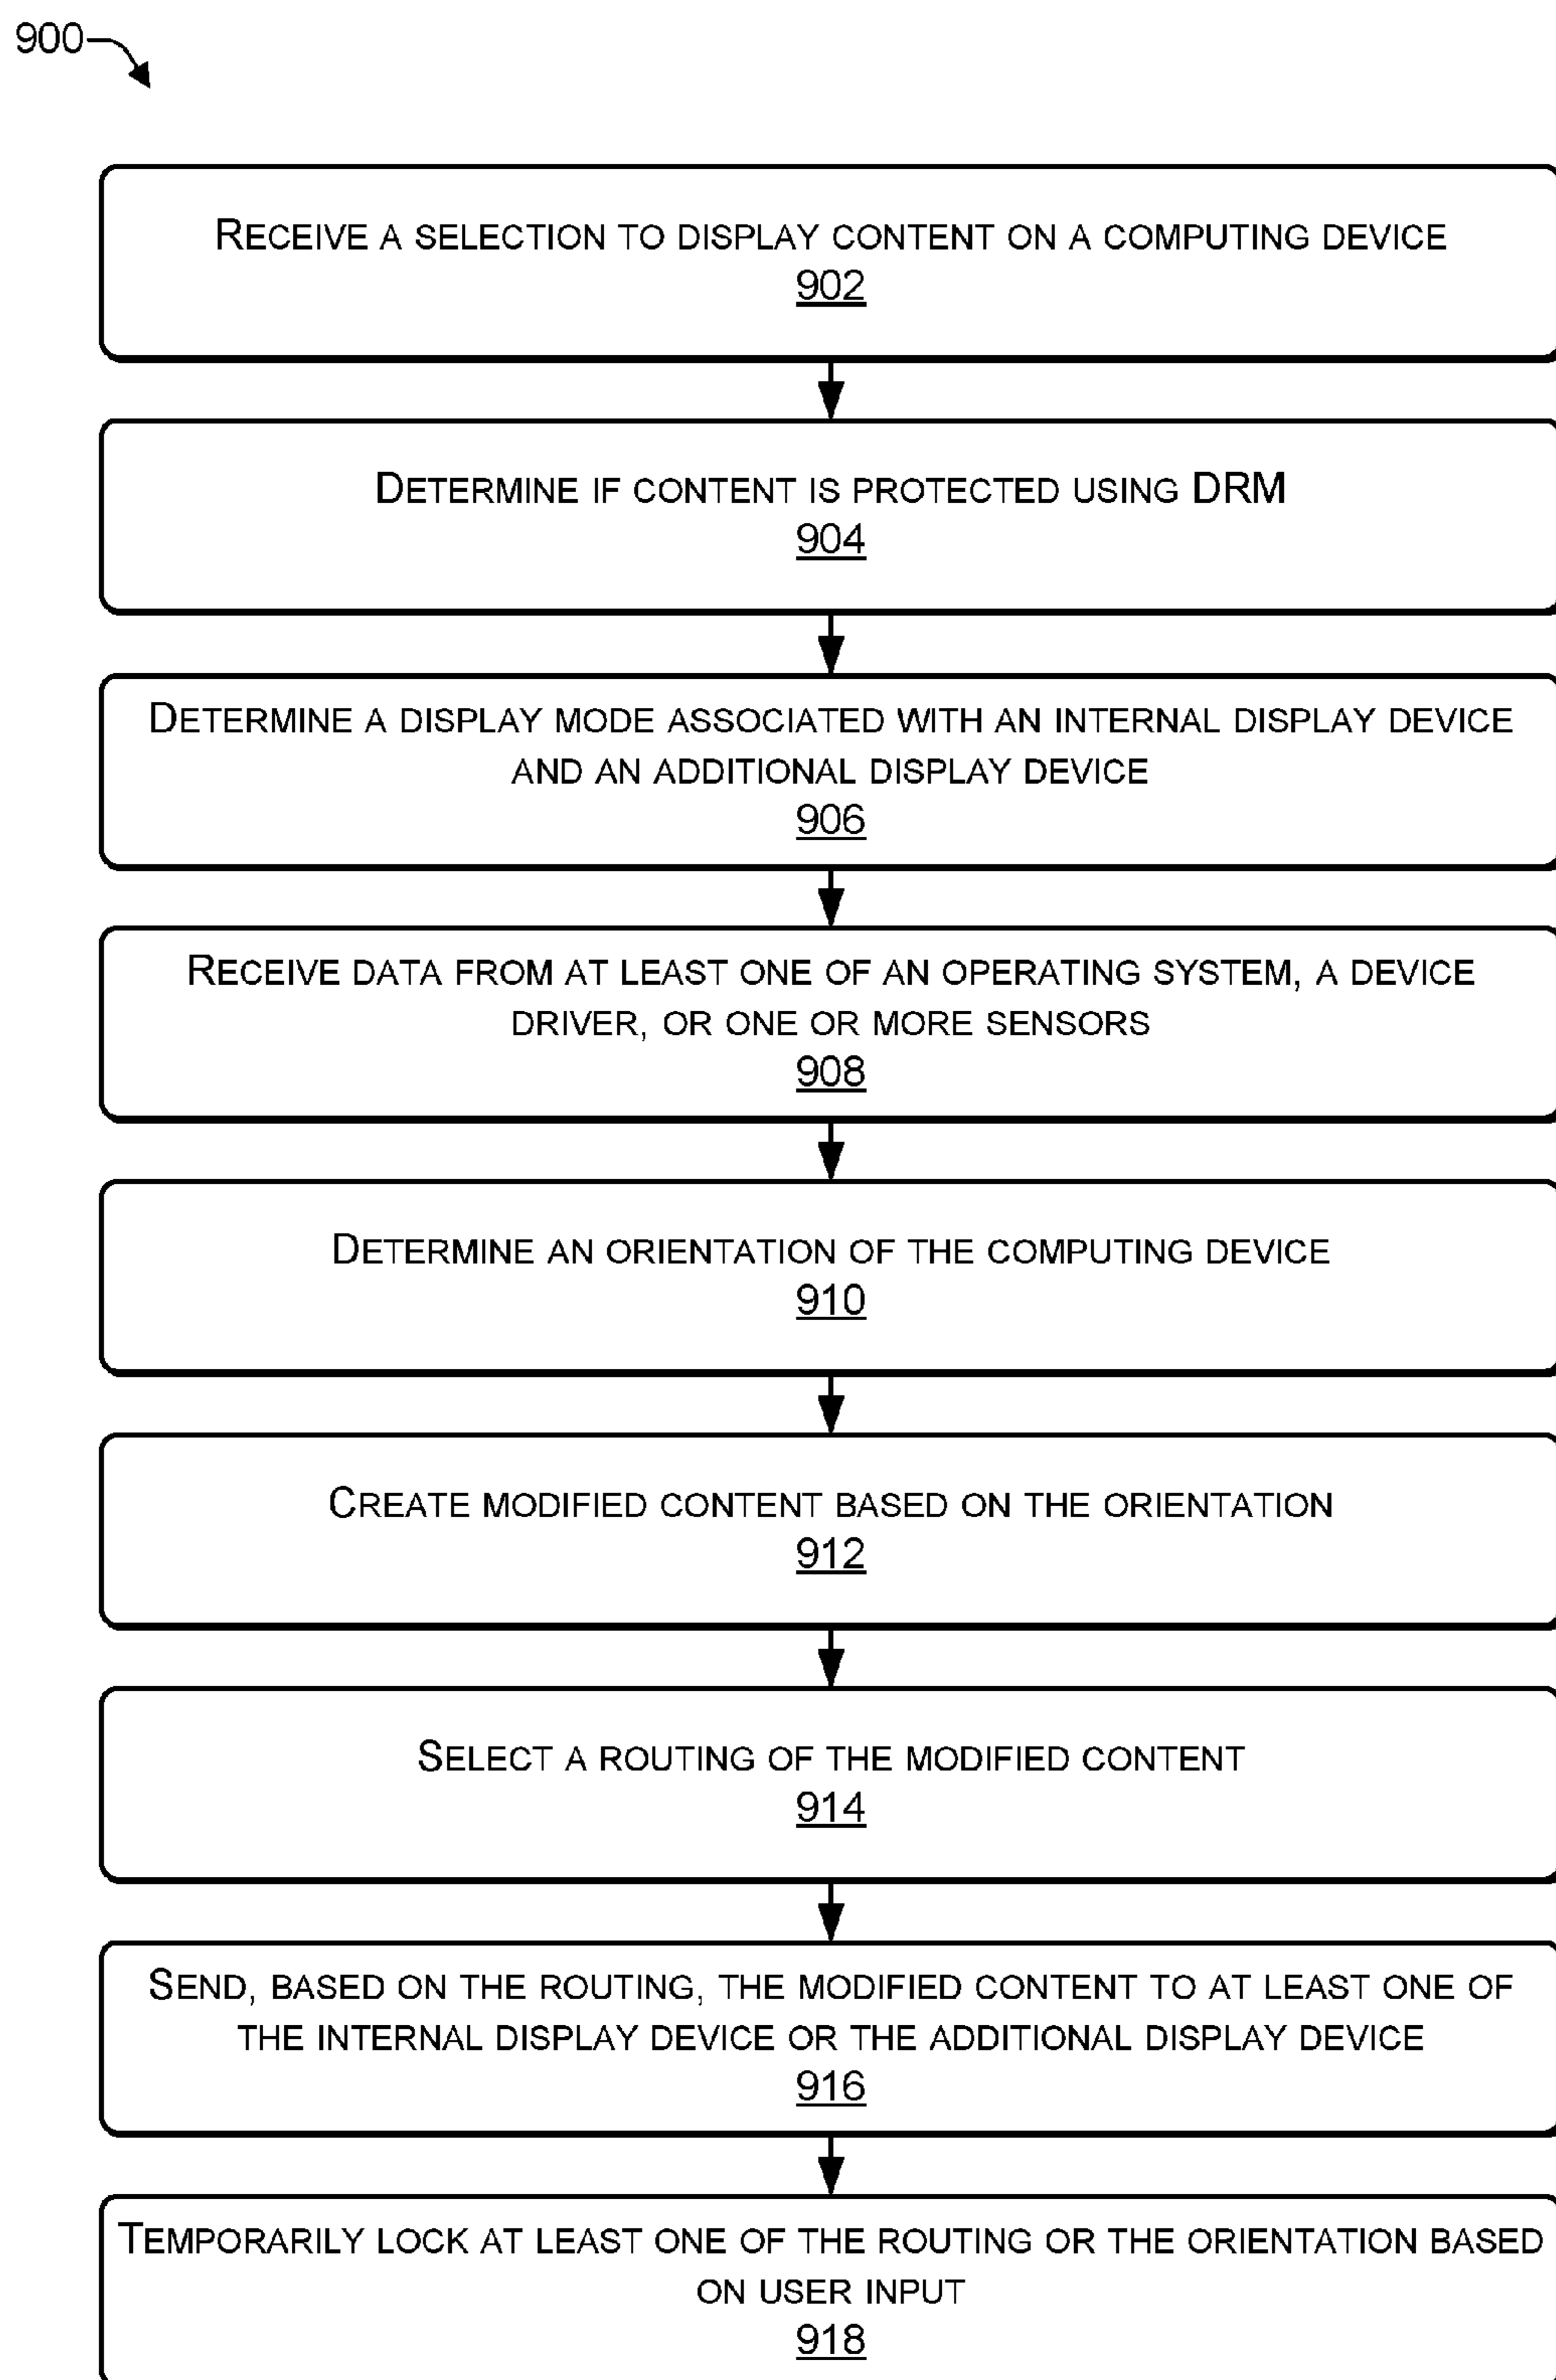 900
RECEIVE A SELECTION TO DISPLAY CONTENT ON A COMPUTING DEVICE
902
DETERMINE IF CONTENT IS PROTECTED USING DRM
904
DETERMINE A DISPLAY MODE ASSOCIATED WITH AN INTERNAL DISPLAY DEVICE
AND AN ADDITIONAL DISPLAY DEVICE
906
RECEIVE DATA FROM AT LEAST ONE OF AN OPERATING SYSTEM, A DEVICE
DRIVER, OR ONE OR MORE SENSORS
908
DETERMINE AN ORIENTATION OF THE COMPUTING DEVICE
910
CREATE MODIFIED CONTENT BASED ON THE ORIENTATION
912
SELECT A ROUTING OF THE MODIFIED CONTENT
914
SEND, BASED ON THE ROUTING, THE MODIFIED CONTENT TO AT LEAST ONE OF
THE INTERNAL DISPLAY DEVICE OR THE ADDITIONAL DISPLAY DEVICE
916
TEMPORARILY LOCK AT LEAST ONE OF THE ROUTING OR THE ORIENTATION BASED
ON USER INPUT
918